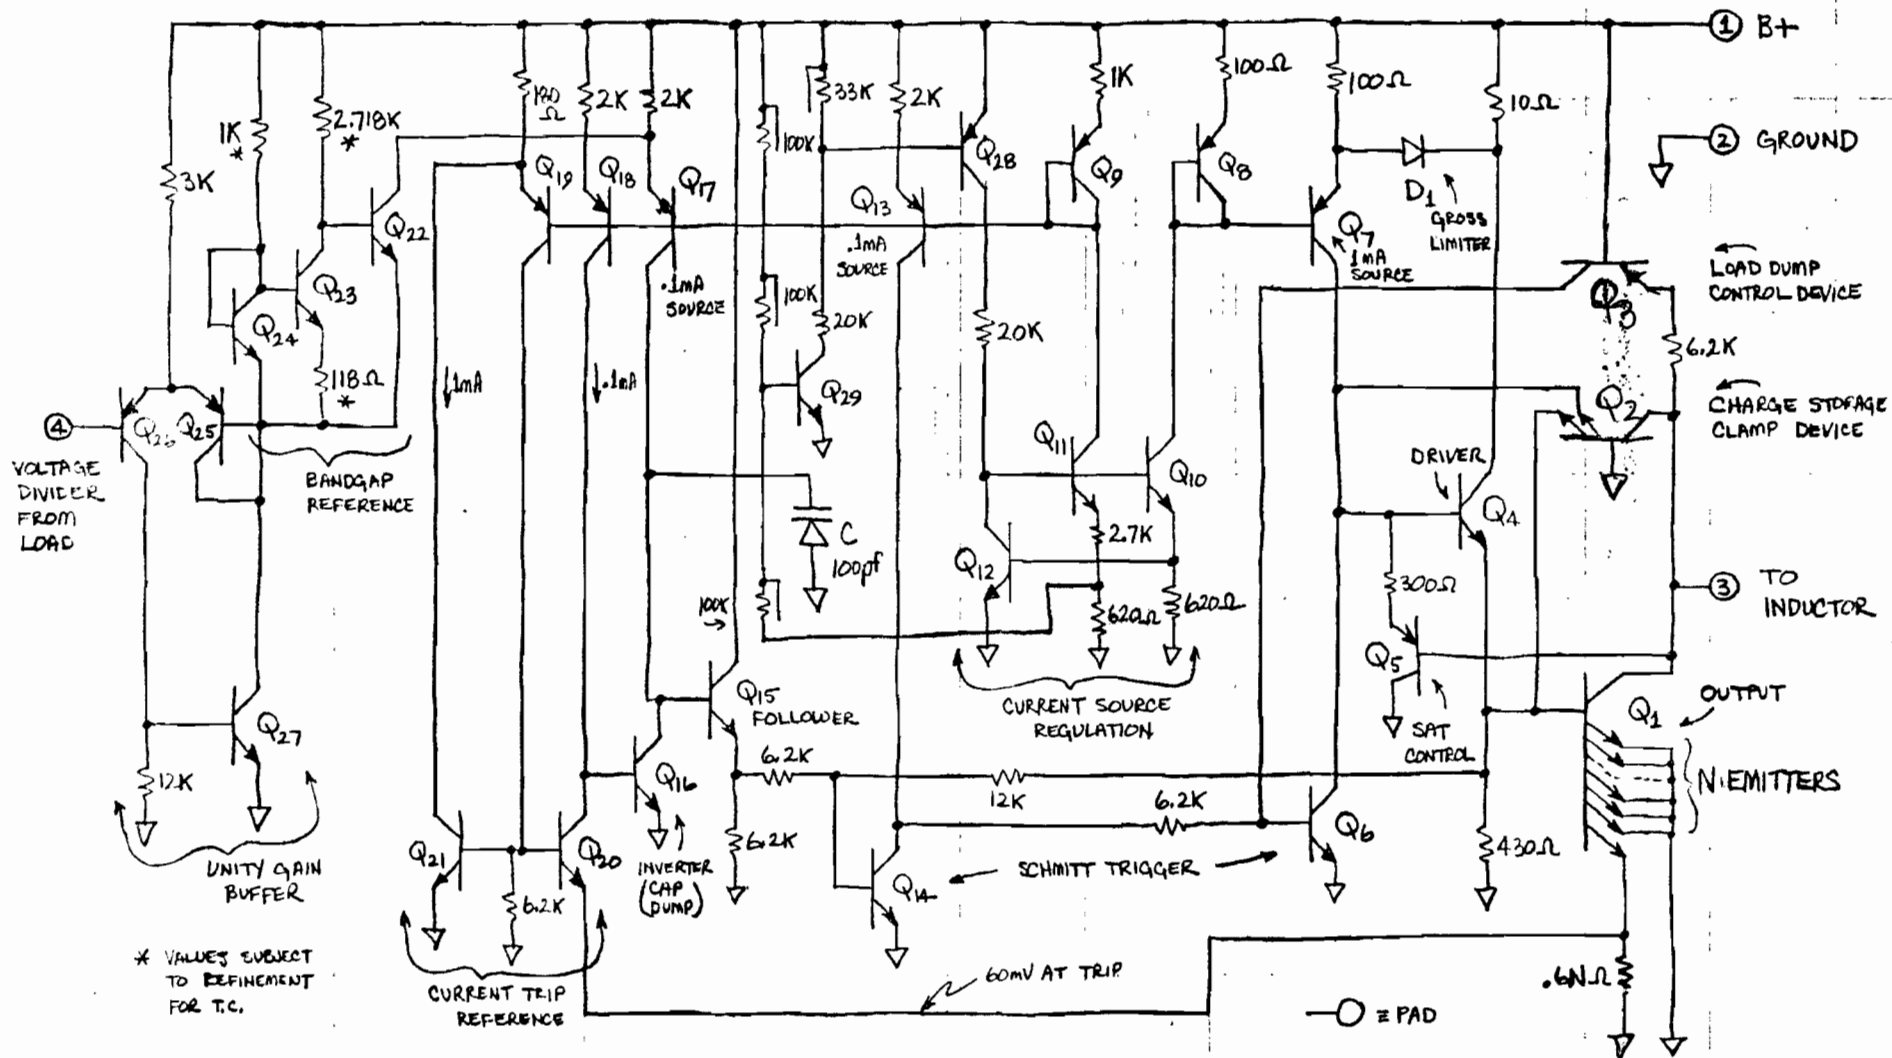 ① B+
② GROUND
③ TO
INDUCTOR
④
VOLTAGE
DIVIDER
FROM
LOAD
3K
1K
*
2.718K
*
180
Ω
2K
2K
100K
33K
2K
1K
100Ω
100Ω
10Ω
Q19
Q18
Q17
Q28
Q9
Q8
D1
GROSS
LIMITER
Q22
Q23
Q24
118Ω
*
Q26
Q25
BANDGAP
REFERENCE
Q13
.1mA
SOURCE
.1mA
SOURCE
100K
20K
20K
Q7
1mA
SOURCE
LOAD DUMP
CONTROL DEVICE
Q3
6.2K
1mA
.1mA
Q29
Q2
CHARGE STORAGE
CLAMP DEVICE
Q11
Q10
DRIVER
Q4
C
100pf
Q12
2.7K
100K
620Ω
620Ω
300Ω
Q5
SAT
CONTROL
CURRENT SOURCE
REGULATION
Q15
FOLLOWER
Q1
OUTPUT
N EMITTERS
Q27
12K
UNITY GAIN
BUFFER
Q16
6.2K
12K
6.2K
Q6
430Ω
Q21
Q20
INVERTER
(CAP
DUMP)
6.2K
6.2K
Q14
SCHMITT TRIGGER
CURRENT TRIP
REFERENCE
60mV AT TRIP
.6NΩ
≡ PAD
* VALUES SUBJECT
TO REFINEMENT
FOR T.C.